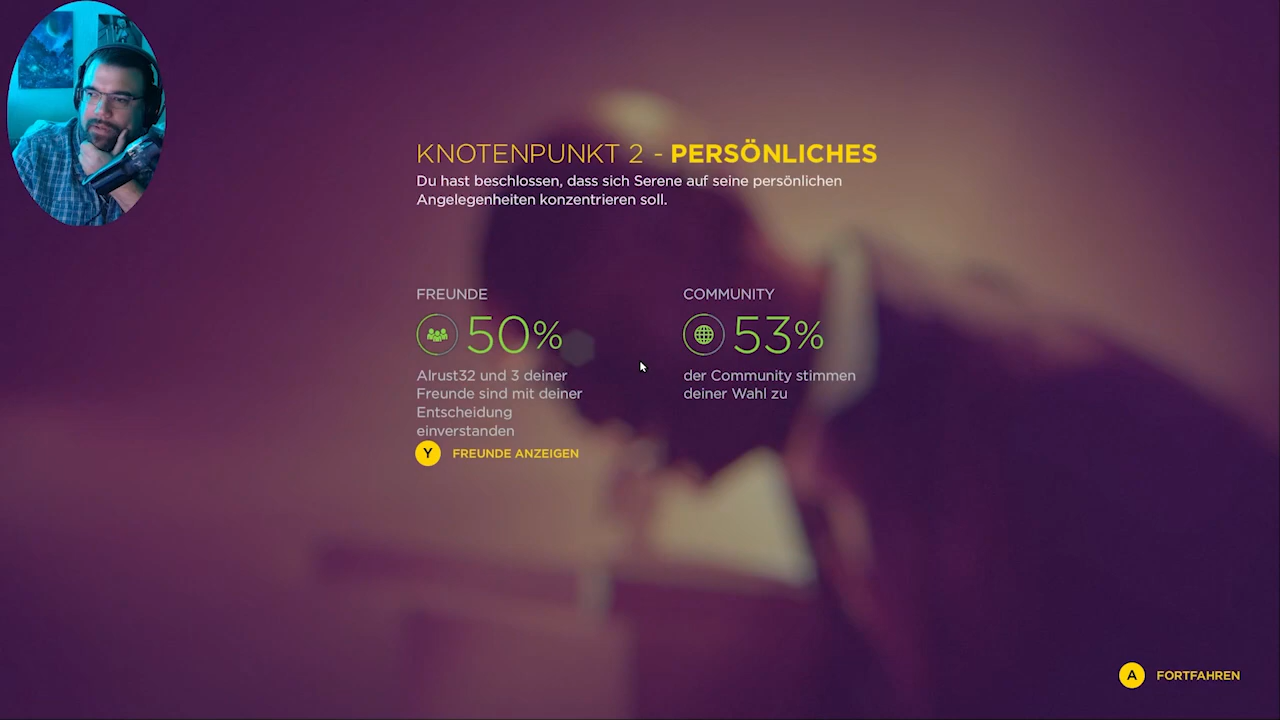 KNOTENPUNKT 2 - PERSÖNLICHES
Du hast beschlossen, dass sich Serene auf seine persönlichen
Angelegenheiten konzentrieren soll.
FREUNDE
50%
Alrust32 und 3 deiner
Freunde sind mit deiner
Entscheidung
einverstanden
Y FREUNDE ANZEIGEN
COMMUNITY
53%
der Community stimmen
deiner Wahl zu
A FORTFAHREN